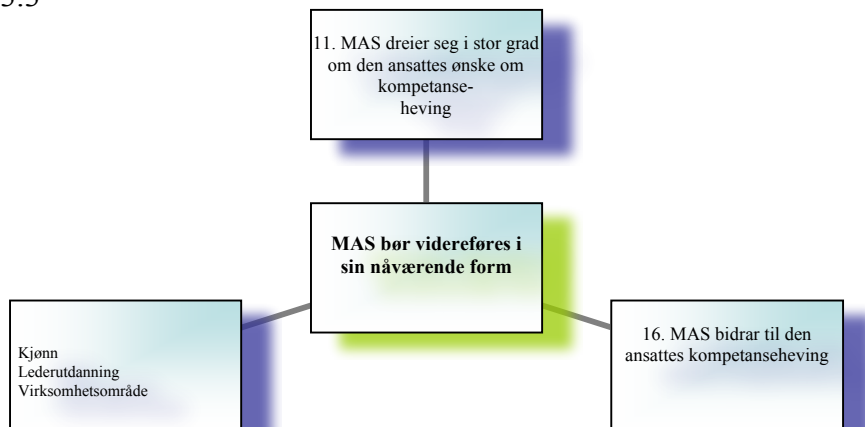 11. MAS dreier seg i stor grad
om den ansattes ønske om
kompetanse-
heving
MAS bør videreføres i
sin nåværende form
Kjønn
Lederutdanning
Virksomhetsområde
16. MAS bidrar til den
ansattes kompetanseheving